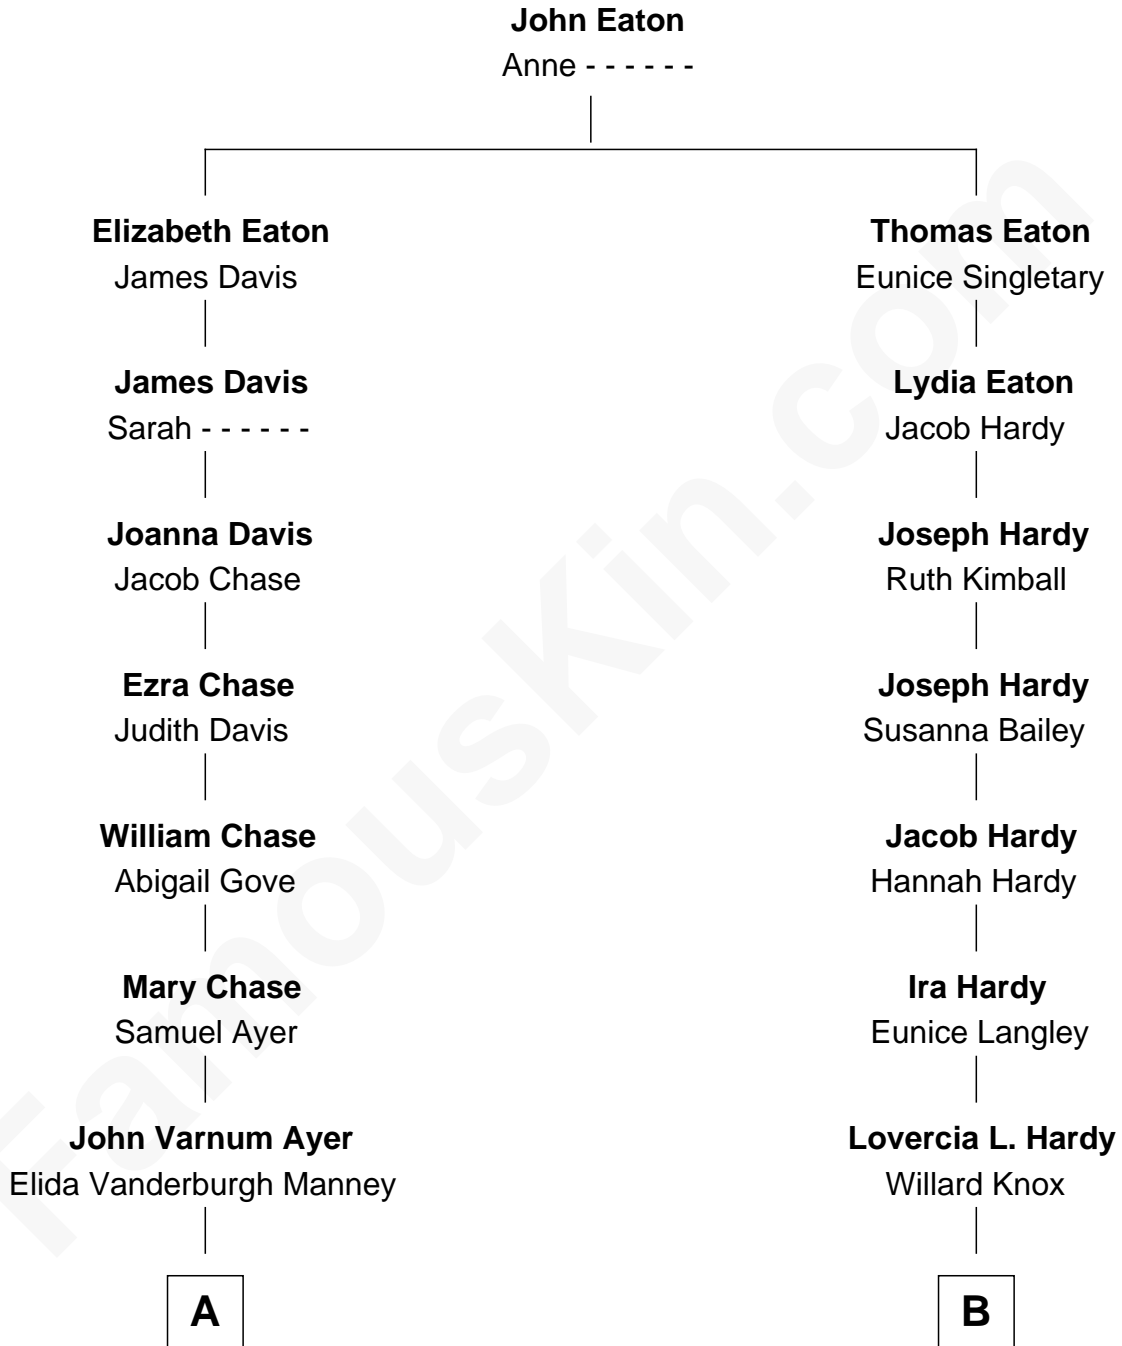 John Eaton
Anne - - - - - -
Elizabeth Eaton
James Davis
Thomas Eaton
Eunice Singletary
James Davis
Sarah - - - - - -
Lydia Eaton
Jacob Hardy
Joanna Davis
Jacob Chase
Joseph Hardy
Ruth Kimball
Ezra Chase
Judith Davis
Joseph Hardy
Susanna Bailey
William Chase
Abigail Gove
Jacob Hardy
Hannah Hardy
Mary Chase
Samuel Ayer
Ira Hardy
Eunice Langley
John Varnum Ayer
Elida Vanderburgh Manney
Lovercia L. Hardy
Willard Knox
A
B
FamousKin.com